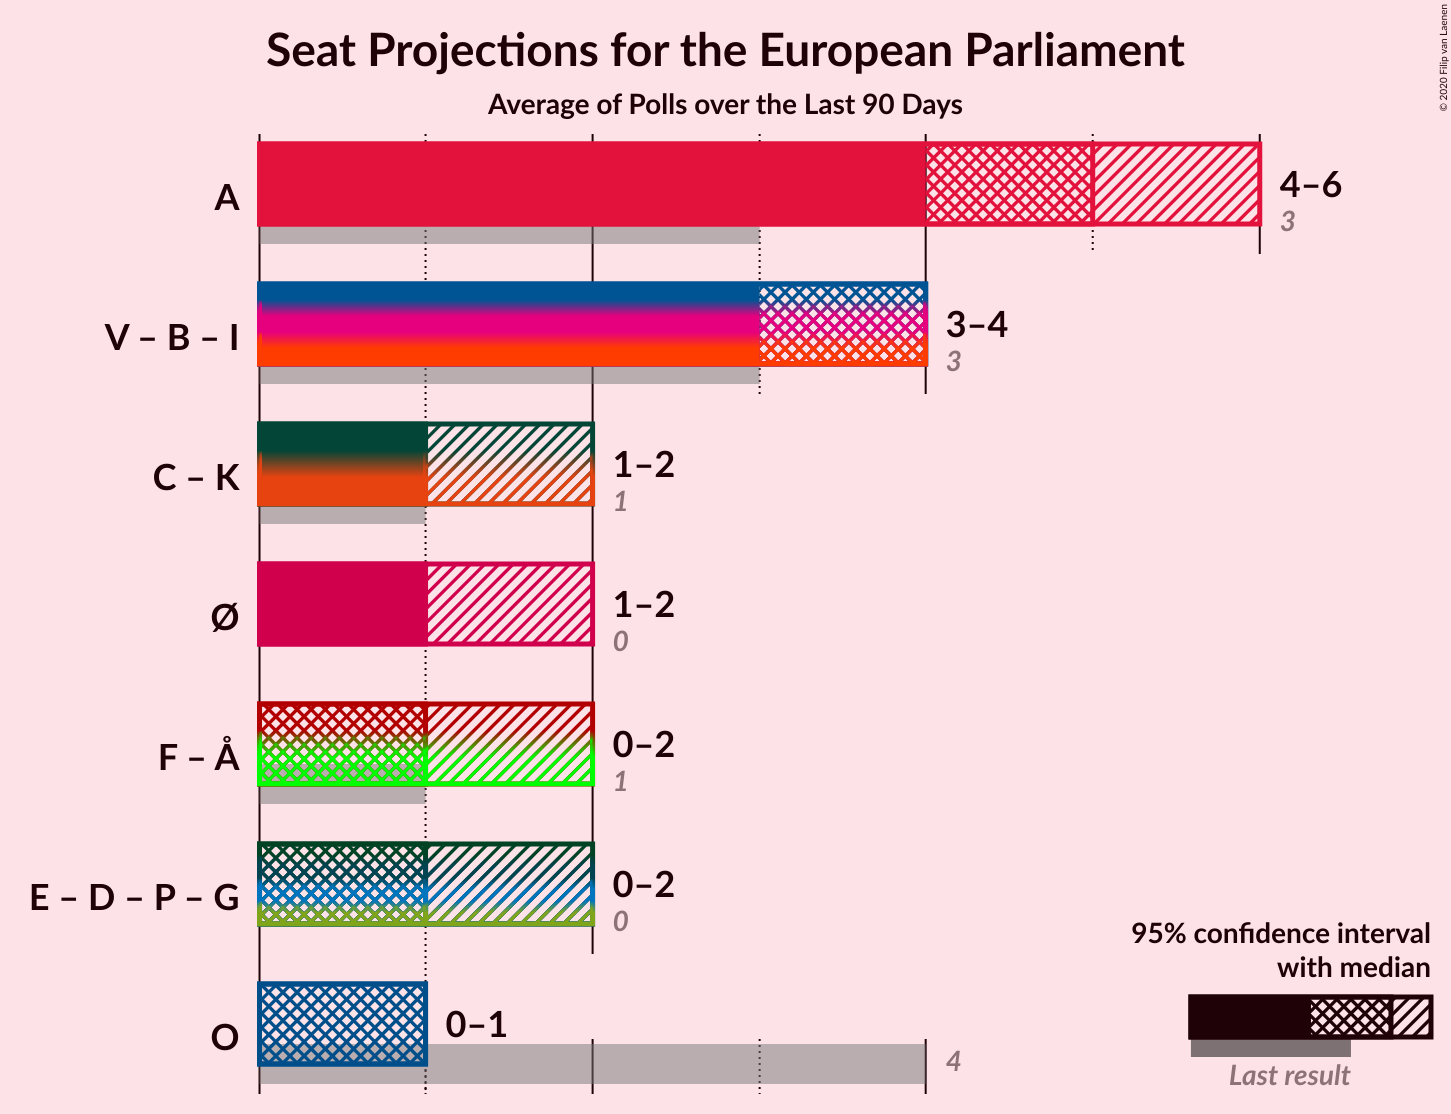 Seat Projections for the European Parliament
Average of Polls over the Last 90 Days
© 2020 Filip van Laenen
A
4–6
3
V – B – I
3–4
3
C – K
1–2
1
Ø
1–2
0
F – Å
0–2
1
E – D – P – G
0–2
0
O
0–1
4
95% confidence interval
with median
Last result